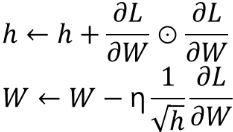 h ← h + ∂L/∂W ⊙ ∂L/∂W
W ← W − η 1/√h ∂L/∂W